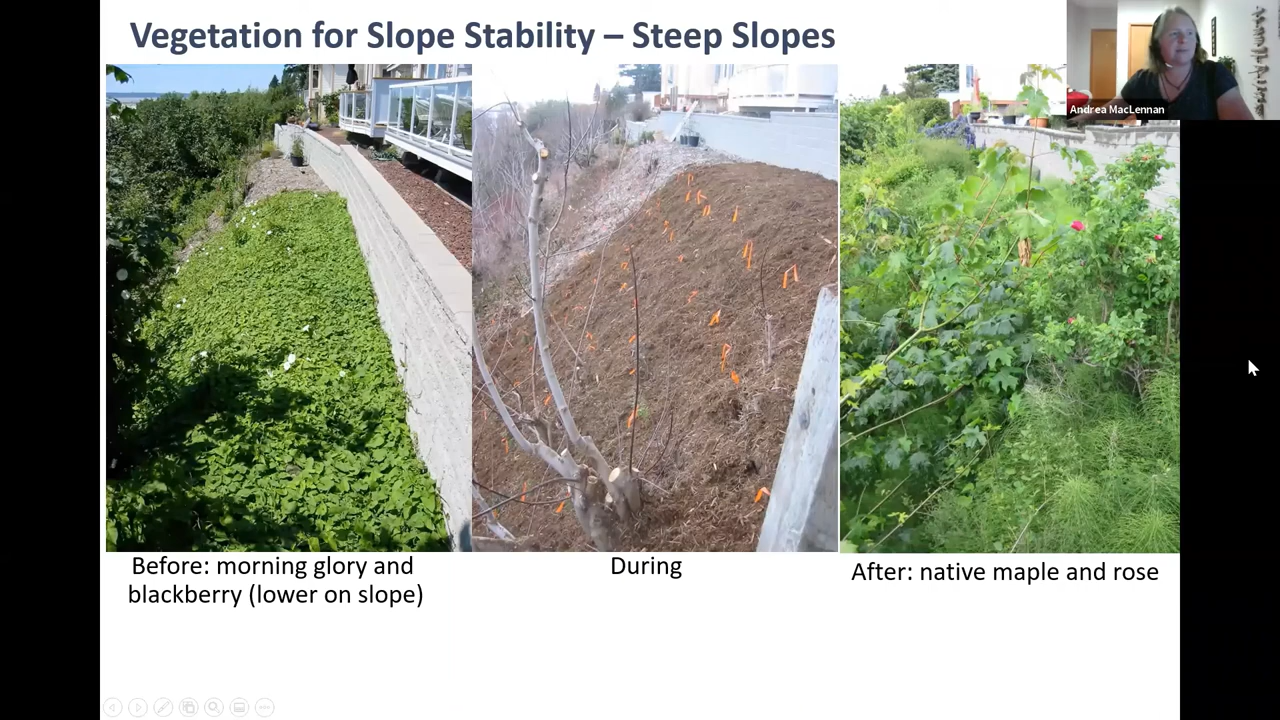 Vegetation for Slope Stability – Steep Slopes
Andrea MacLennan
Before: morning glory and
blackberry (lower on slope)
During
After: native maple and rose